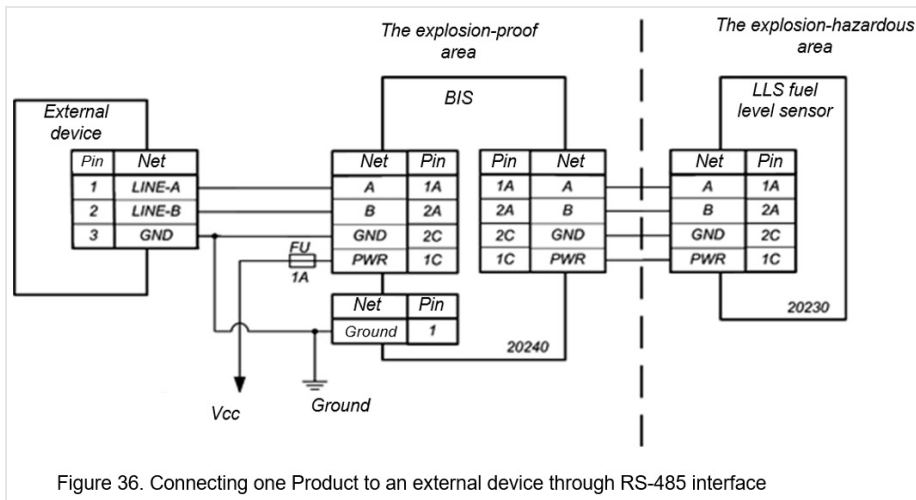 The explosion-proof
area
The explosion-hazardous
area
External
device
BIS
LLS fuel
level sensor
Pin Net
1 LINE-A
2 LINE-B
3 GND
Net Pin
A 1A
B 2A
GND 2C
PWR 1C
Pin Net
1A A
2A B
2C GND
1C PWR
Net Pin
A 1A
B 2A
GND 2C
PWR 1C
FU
1A
Net Pin
Ground 1
20240
20230
Vcc
Ground
Figure 36. Connecting one Product to an external device through RS-485 interface